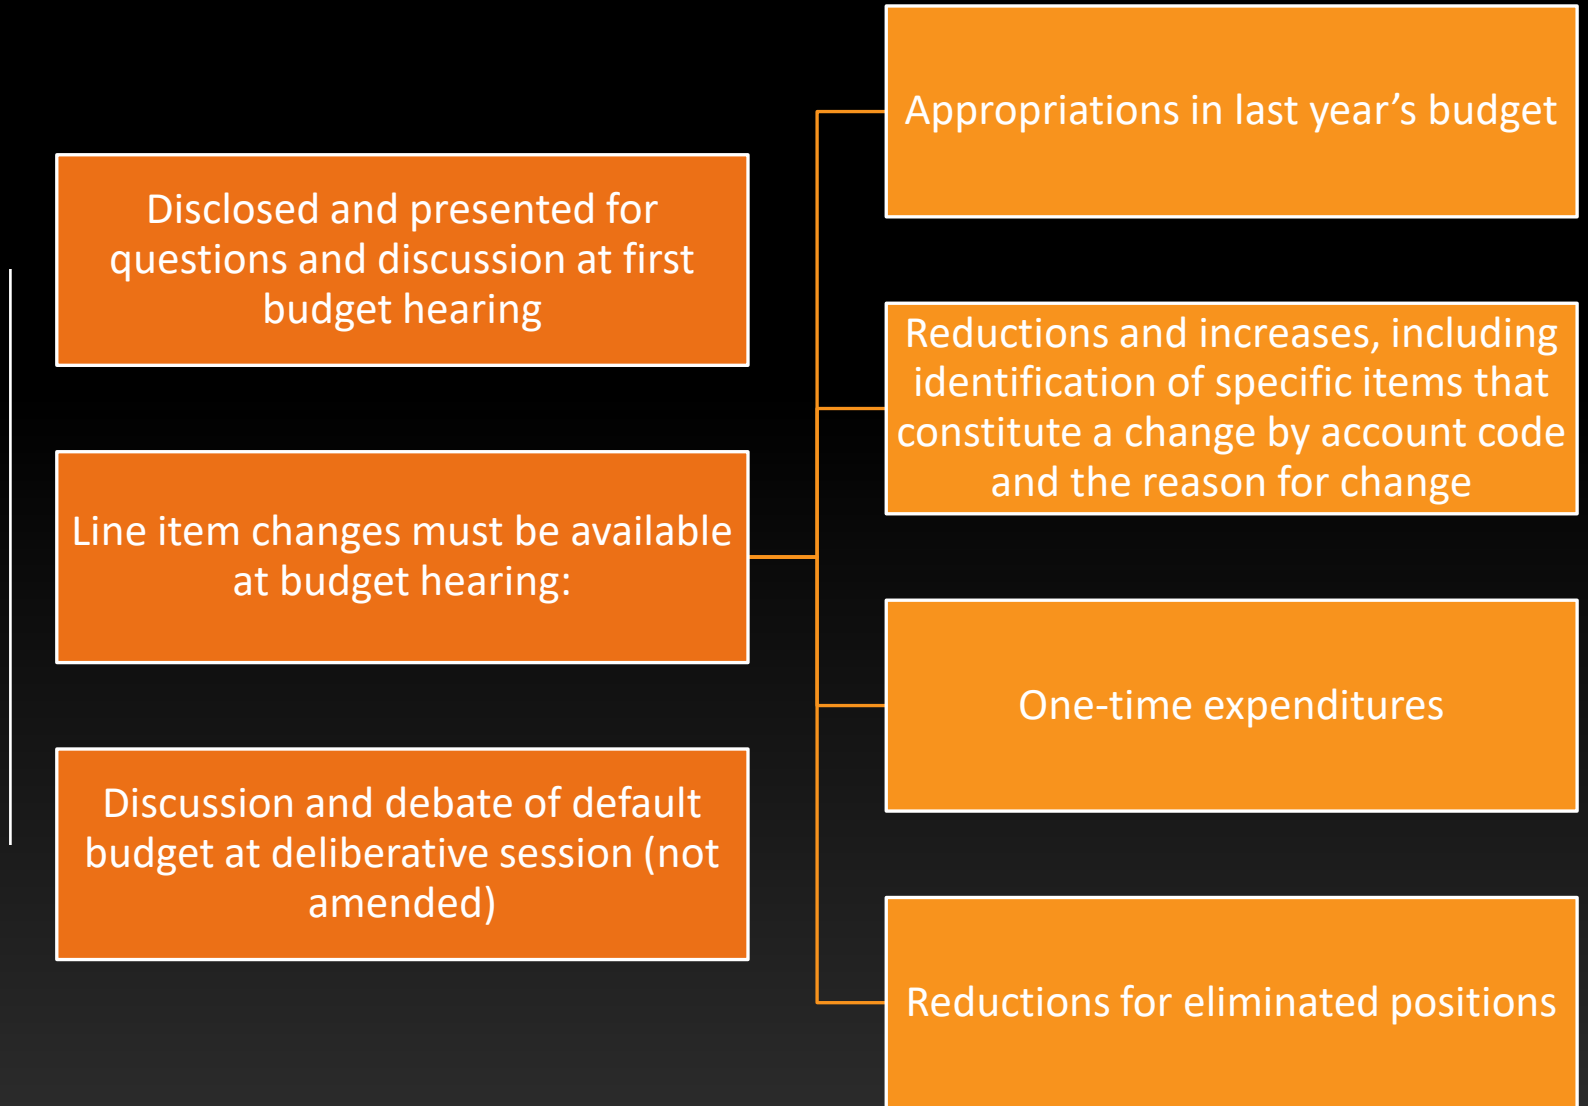 Disclosed and presented for
questions and discussion at first
budget hearing
Line item changes must be available
at budget hearing:
Discussion and debate of default
budget at deliberative session (not
amended)
Appropriations in last year’s budget
Reductions and increases, including
identification of specific items that
constitute a change by account code
and the reason for change
One-time expenditures
Reductions for eliminated positions